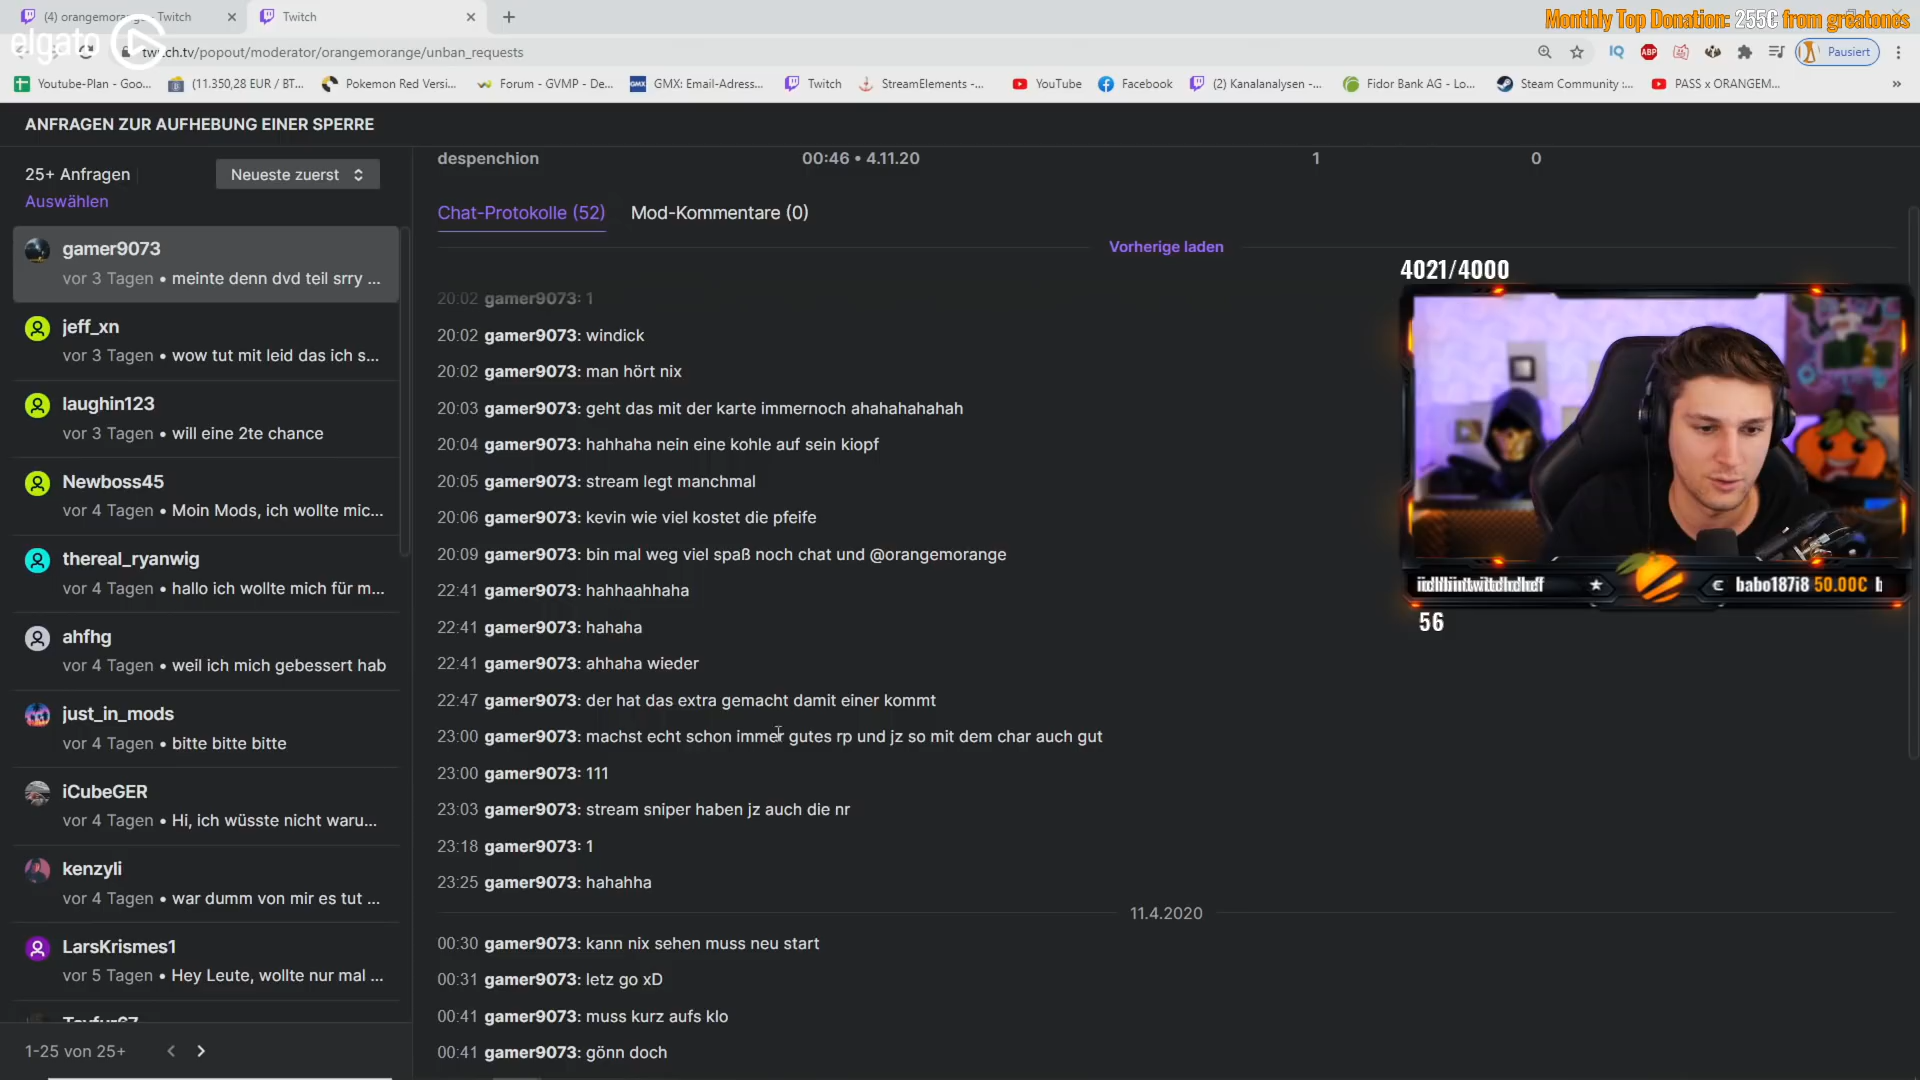 (4) orangemorange - Twitch
Twitch
Monthly Top Donation: 255€ from greatones
elgato
twitch.tv/popout/moderator/orangemorange/unban_requests
Pausiert
Youtube-Plan - Goo...
(11.350,28 EUR / BT...
Pokemon Red Versi...
Forum - GVMP - De...
GMX: Email-Adress...
Twitch
StreamElements -...
YouTube
Facebook
(2) Kanalanalysen -...
Fidor Bank AG - Lo...
Steam Community :...
PASS x ORANGEM...
»
ANFRAGEN ZUR AUFHEBUNG EINER SPERRE
25+ Anfragen
Neueste zuerst
Auswählen
gamer9073
vor 3 Tagen • meinte denn dvd teil srry ...
jeff_xn
vor 3 Tagen • wow tut mit leid das ich s...
laughin123
vor 3 Tagen • will eine 2te chance
Newboss45
vor 4 Tagen • Moin Mods, ich wollte mic...
thereal_ryanwig
vor 4 Tagen • hallo ich wollte mich für m...
ahfhg
vor 4 Tagen • weil ich mich gebessert hab
just_in_mods
vor 4 Tagen • bitte bitte bitte
iCubeGER
vor 4 Tagen • Hi, ich wüsste nicht waru...
kenzyli
vor 4 Tagen • war dumm von mir es tut ...
LarsKrismes1
vor 5 Tagen • Hey Leute, wollte nur mal ...
1-25 von 25+
despenchion 00:46 • 4.11.20 1 0
Chat-Protokolle (52) Mod-Kommentare (0)
Vorherige laden
20:02 gamer9073: 1
20:02 gamer9073: windick
20:02 gamer9073: man hört nix
20:03 gamer9073: geht das mit der karte immernoch ahahahahahah
20:04 gamer9073: hahhaha nein eine kohle auf sein kiopf
20:05 gamer9073: stream legt manchmal
20:06 gamer9073: kevin wie viel kostet die pfeife
20:09 gamer9073: bin mal weg viel spaß noch chat und @orangemorange
22:41 gamer9073: hahhaahhaha
22:41 gamer9073: hahaha
22:41 gamer9073: ahhaha wieder
22:47 gamer9073: der hat das extra gemacht damit einer kommt
23:00 gamer9073: machst echt schon immer gutes rp und jz so mit dem char auch gut
23:00 gamer9073: 111
23:03 gamer9073: stream sniper haben jz auch die nr
23:18 gamer9073: 1
23:25 gamer9073: hahahha
11.4.2020
00:30 gamer9073: kann nix sehen muss neu start
00:31 gamer9073: letz go xD
00:41 gamer9073: muss kurz aufs klo
00:41 gamer9073: gönn doch
4021/4000
babo187i8 50.00€
56